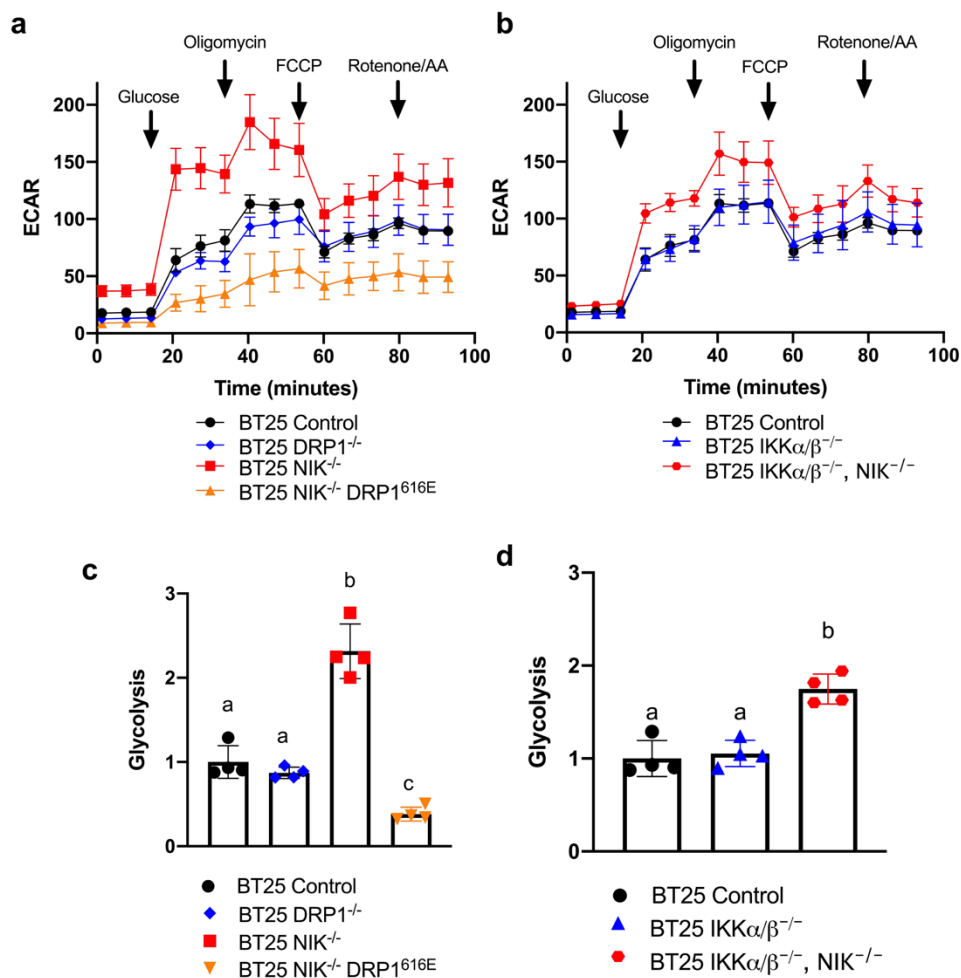 a
Oligomycin
FCCP
Rotenone/AA
Glucose
200
150
100
50
0
ECAR
0 20 40 60 80 100
Time (minutes)
BT25 Control
BT25 DRP1⁻/⁻
BT25 NIK⁻/⁻
BT25 NIK⁻/⁻ DRP1⁶¹⁶ᴱ
b
Oligomycin
Rotenone/AA
FCCP
Glucose
200
150
100
50
0
ECAR
0 20 40 60 80 100
Time (minutes)
BT25 Control
BT25 IKKα/β⁻/⁻
BT25 IKKα/β⁻/⁻, NIK⁻/⁻
c
3
2
1
0
Glycolysis
a
a
b
c
BT25 Control
BT25 DRP1⁻/⁻
BT25 NIK⁻/⁻
BT25 NIK⁻/⁻ DRP1⁶¹⁶ᴱ
d
3
2
1
0
Glycolysis
a
a
b
BT25 Control
BT25 IKKα/β⁻/⁻
BT25 IKKα/β⁻/⁻, NIK⁻/⁻